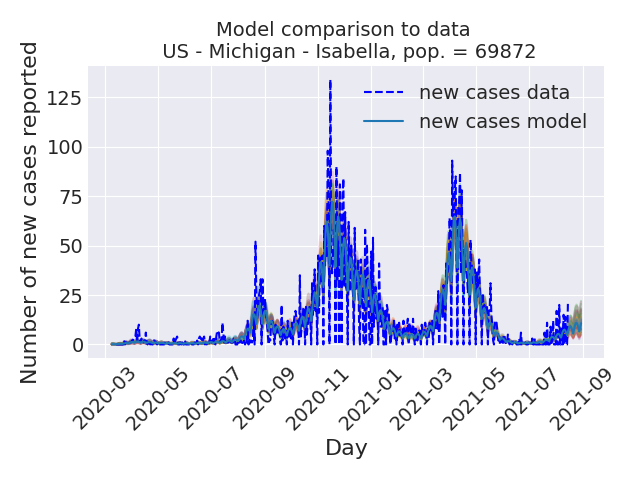 Model comparison to data
US - Michigan - Isabella, pop. = 69872
Number of new cases reported
125
100
75
50
25
0
new cases data
new cases model
2020-03
2020-05
2020-07
2020-09
2020-11
2021-01
2021-03
2021-05
2021-07
2021-09
Day